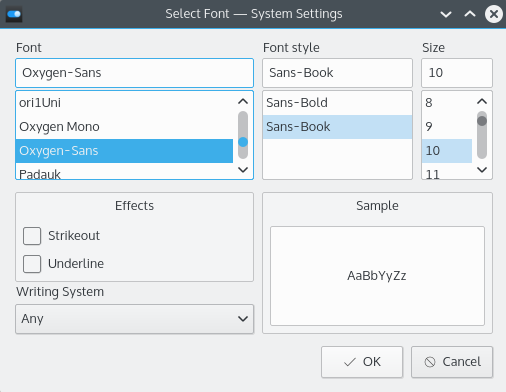 Select Font — System Settings
Font Font style Size
Oxygen-Sans Sans-Book 10
ori1Uni Sans-Bold 8
Oxygen Mono Sans-Book 9
Oxygen-Sans 10
Padauk 11
Effects Sample
Strikeout
Underline
AaBbYyZz
Writing System
Any
OK Cancel